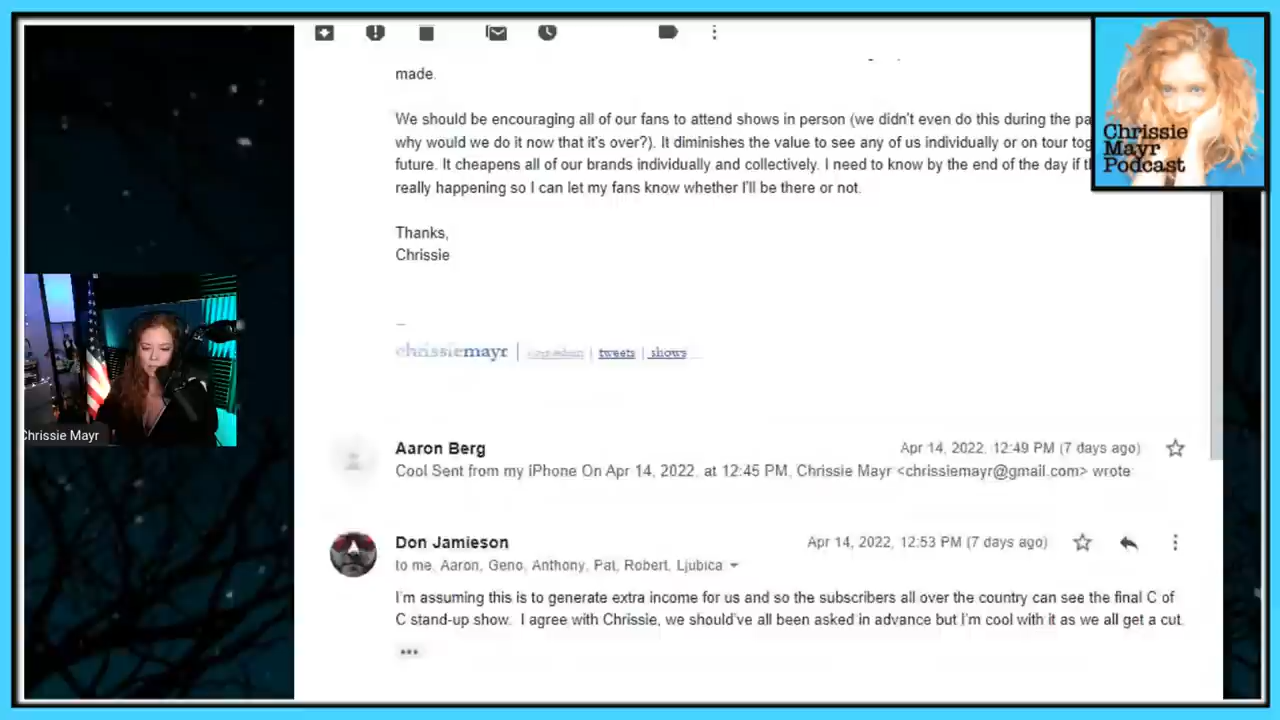 made.
We should be encouraging all of our fans to attend shows in person (we didn't even do this during the pa
why would we do it now that it's over?). It diminishes the value to see any of us individually or on tour tog
future. It cheapens all of our brands individually and collectively. I need to know by the end of the day if t
really happening so I can let my fans know whether I'll be there or not.
Thanks,
Chrissie
–
chrissiemayr | comedian | tweets | shows
Aaron Berg
Apr 14, 2022, 12:49 PM (7 days ago)
Cool Sent from my iPhone On Apr 14, 2022, at 12:45 PM, Chrissie Mayr <chrissiemayr@gmail.com> wrote
Don Jamieson
Apr 14, 2022, 12:53 PM (7 days ago)
to me, Aaron, Geno, Anthony, Pat, Robert, Ljubica
I'm assuming this is to generate extra income for us and so the subscribers all over the country can see the final C of
C stand-up show. I agree with Chrissie, we should've all been asked in advance but I'm cool with it as we all get a cut.
•••
Chrissie
Mayr
Podcast
Chrissie Mayr